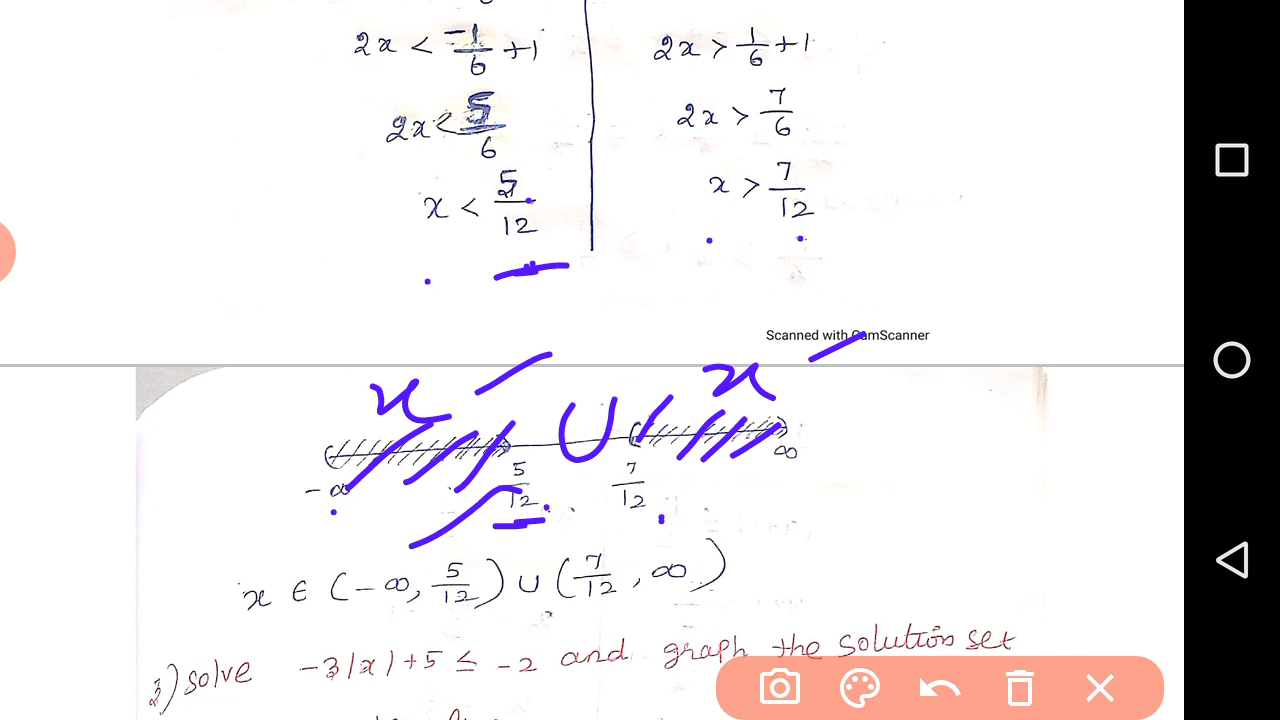 2x < -1/6 + 1
2x < 5/6
x < 5/12
2x > 1/6 + 1
2x > 7/6
x > 7/12
Scanned with CamScanner
x ∪ x
-∞ 5/12 7/12 ∞
x ∈ (-∞, 5/12) ∪ (7/12, ∞)
3) solve -3|x| + 5 ≤ -2 and graph the solution set